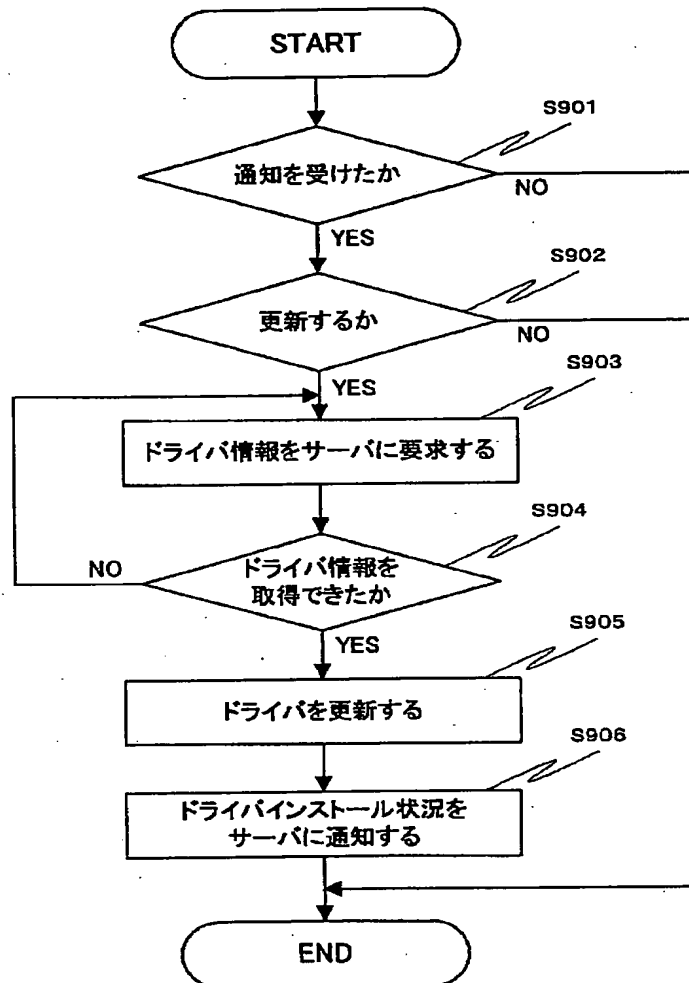 START
S901
通知を受けたか
NO
YES
S902
更新するか
NO
YES
S903
ドライバ情報をサーバに要求する
S904
ドライバ情報を
取得できたか
NO
YES
S905
ドライバを更新する
S906
ドライバインストール状況を
サーバに通知する
END